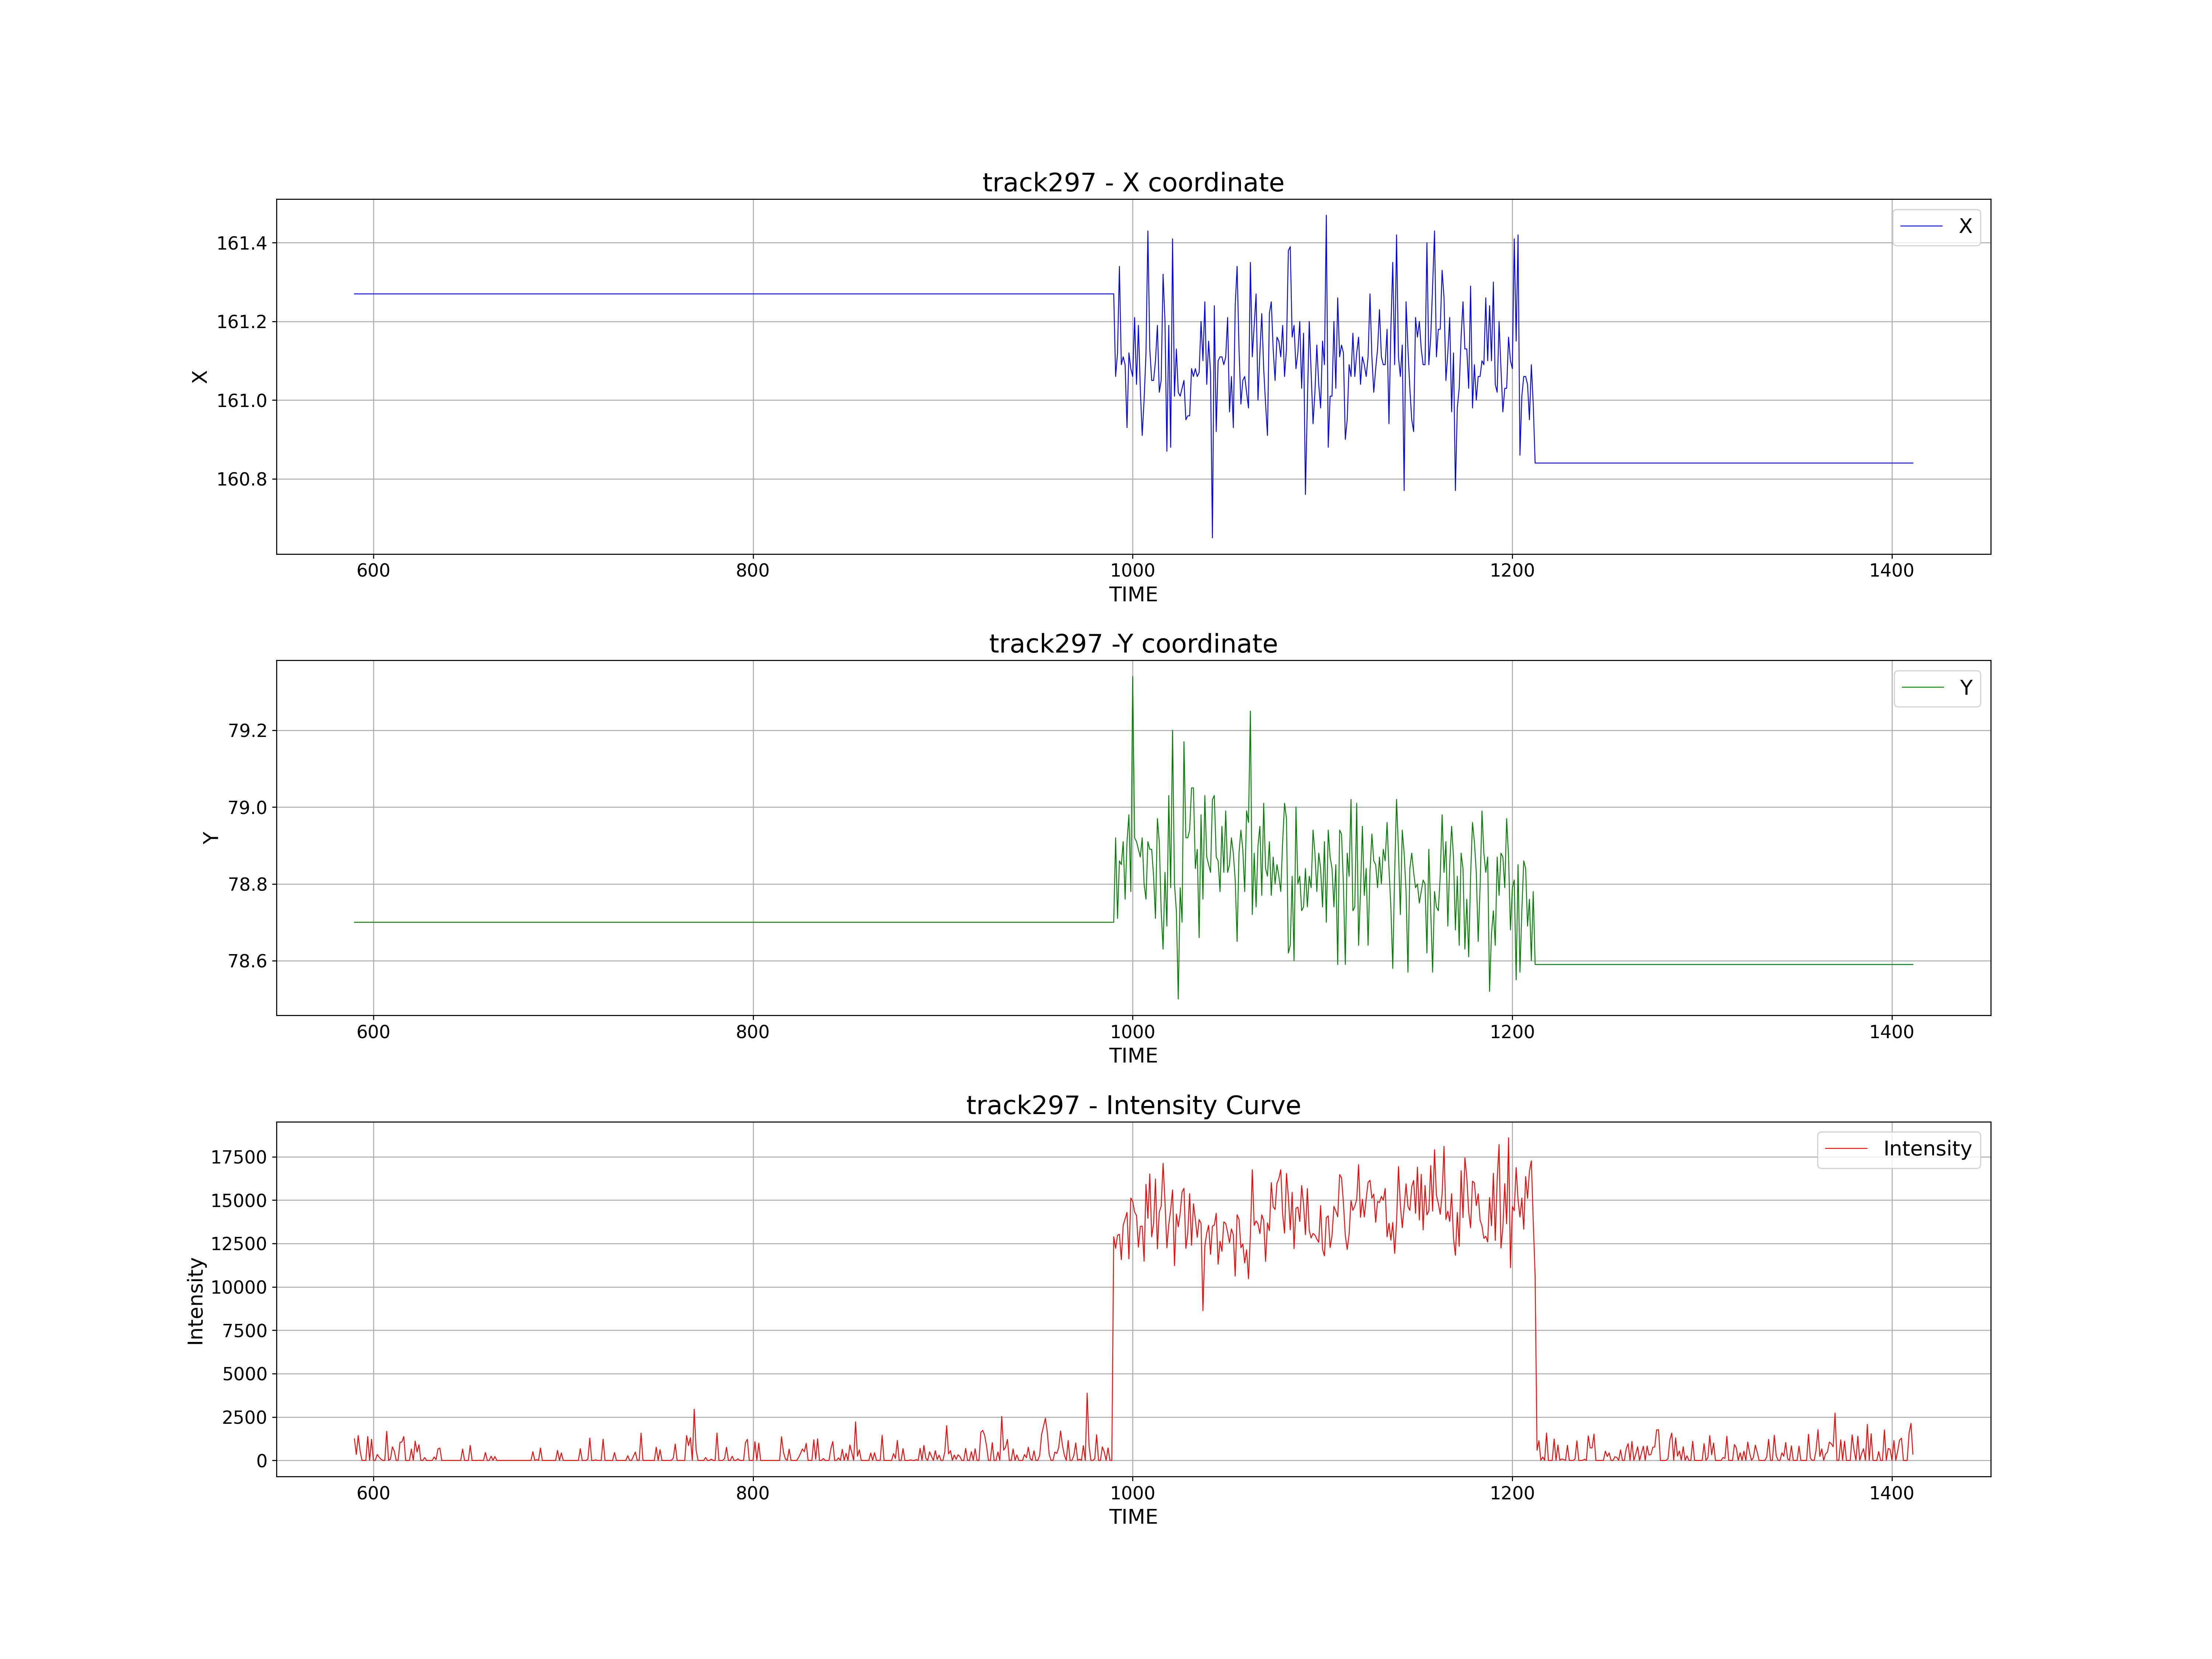 track297 - X coordinate
X
161.4
161.2
161.0
160.8
X
600 800 1000 1200 1400
TIME
track297 -Y coordinate
Y
79.2
79.0
78.8
78.6
Y
600 800 1000 1200 1400
TIME
track297 - Intensity Curve
Intensity
17500
15000
12500
10000
7500
5000
2500
0
Intensity
600 800 1000 1200 1400
TIME